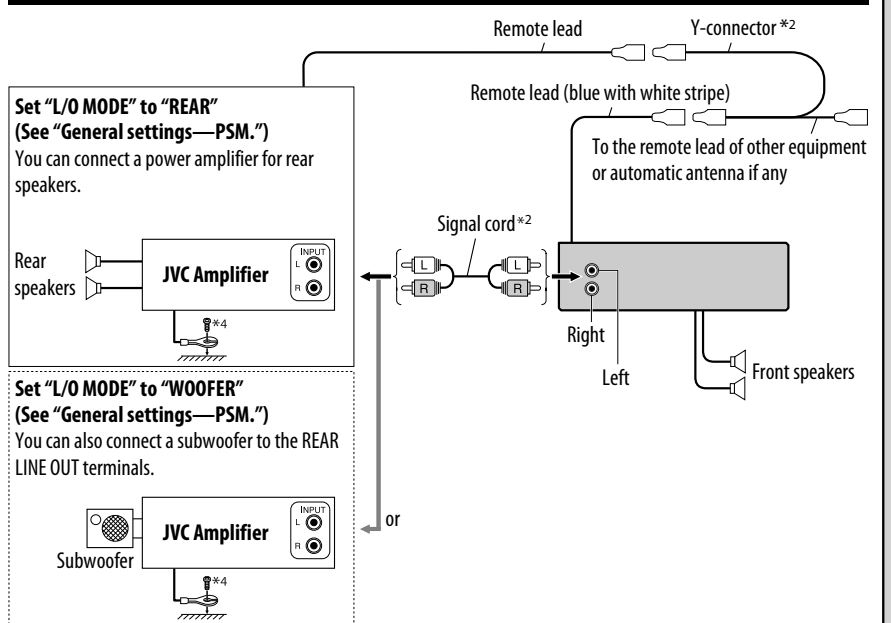 Remote lead
Y-connector *2
Set “L/O MODE” to “REAR”
(See “General settings—PSM.”)
You can connect a power amplifier for rear
speakers.
Remote lead (blue with white stripe)
To the remote lead of other equipment
or automatic antenna if any
Signal cord*2
Rear
speakers
JVC Amplifier
INPUT
L
R
*4
L
R
L
R
Right
Left
Front speakers
Set “L/O MODE” to “WOOFER”
(See “General settings—PSM.”)
You can also connect a subwoofer to the REAR
LINE OUT terminals.
or
Subwoofer
JVC Amplifier
INPUT
L
R
*4